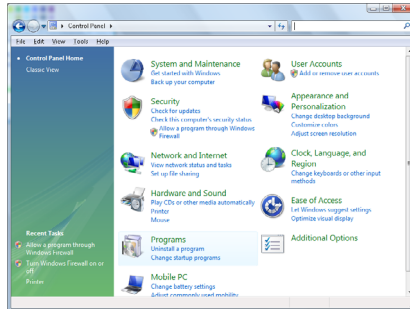 Control Panel
File Edit View Tools Help
Control Panel Home
Classic View
System and Maintenance
Get started with Windows
Back up your computer
Security
Check for updates
Check this computer's security status
Allow a program through Windows
Firewall
Network and Internet
View network status and tasks
Set up file sharing
Hardware and Sound
Play CDs or other media automatically
Printer
Mouse
Programs
Uninstall a program
Change startup programs
Mobile PC
Change battery settings
Adjust commonly used mobility
User Accounts
Add or remove user accounts
Appearance and
Personalization
Change desktop background
Customize colors
Adjust screen resolution
Clock, Language, and
Region
Change keyboards or other input
methods
Ease of Access
Let Windows suggest settings
Optimize visual display
Additional Options
Recent Tasks
Allow a program through
Windows Firewall
Turn Windows Firewall on or
off
Printer